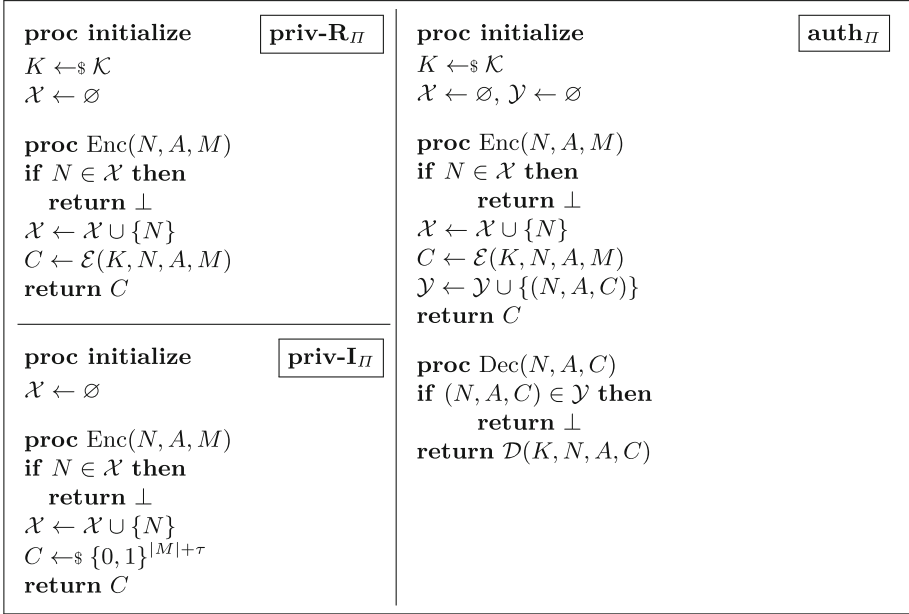 proc initialize
priv-R_Π
K ←$ 𝒦
𝒳 ← ∅
proc Enc(N, A, M)
if N ∈ 𝒳 then
return ⊥
𝒳 ← 𝒳 ∪ {N}
C ← ℰ(K, N, A, M)
return C
proc initialize
priv-I_Π
𝒳 ← ∅
proc Enc(N, A, M)
if N ∈ 𝒳 then
return ⊥
𝒳 ← 𝒳 ∪ {N}
C ←$ {0, 1}^{|M|+τ}
return C
proc initialize
auth_Π
K ←$ 𝒦
𝒳 ← ∅, 𝒴 ← ∅
proc Enc(N, A, M)
if N ∈ 𝒳 then
return ⊥
𝒳 ← 𝒳 ∪ {N}
C ← ℰ(K, N, A, M)
𝒴 ← 𝒴 ∪ {(N, A, C)}
return C
proc Dec(N, A, C)
if (N, A, C) ∈ 𝒴 then
return ⊥
return 𝒟(K, N, A, C)